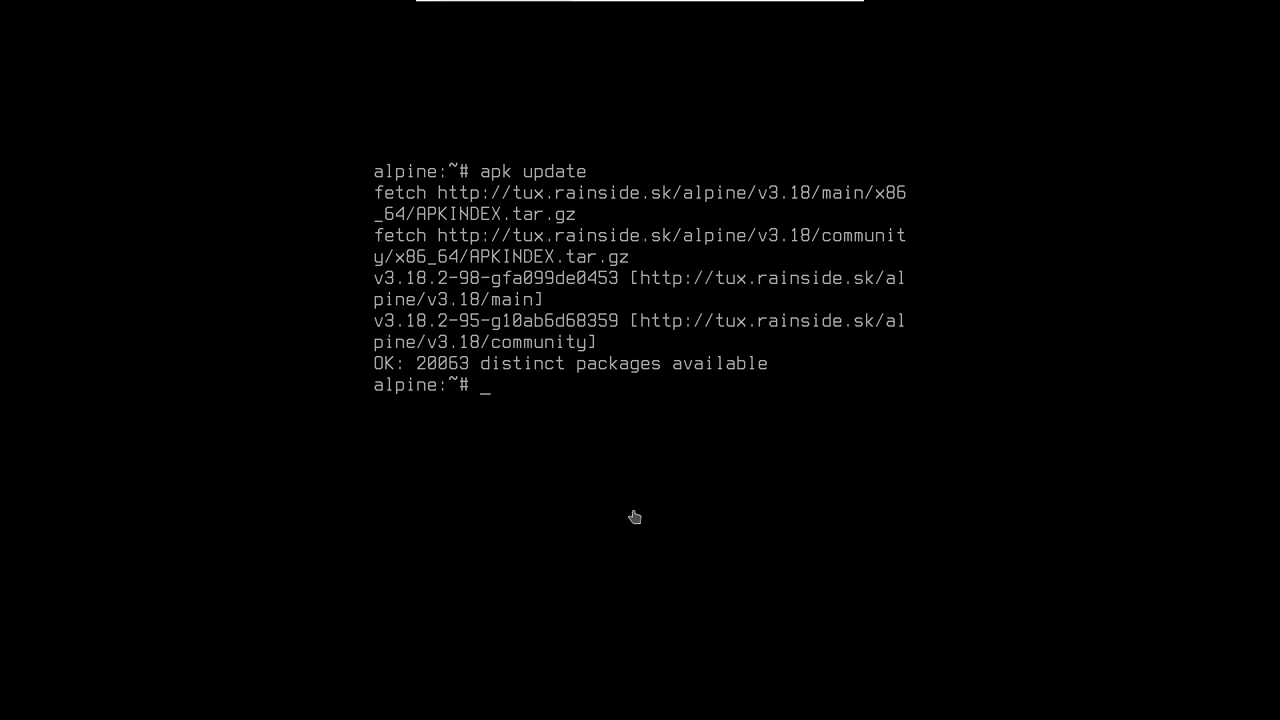 alpine:~# apk update
fetch http://tux.rainside.sk/alpine/v3.18/main/x86
_64/APKINDEX.tar.gz
fetch http://tux.rainside.sk/alpine/v3.18/communit
y/x86_64/APKINDEX.tar.gz
v3.18.2-98-gfa099de0453 [http://tux.rainside.sk/al
pine/v3.18/main]
v3.18.2-95-g10ab6d68359 [http://tux.rainside.sk/al
pine/v3.18/community]
OK: 20063 distinct packages available
alpine:~# _